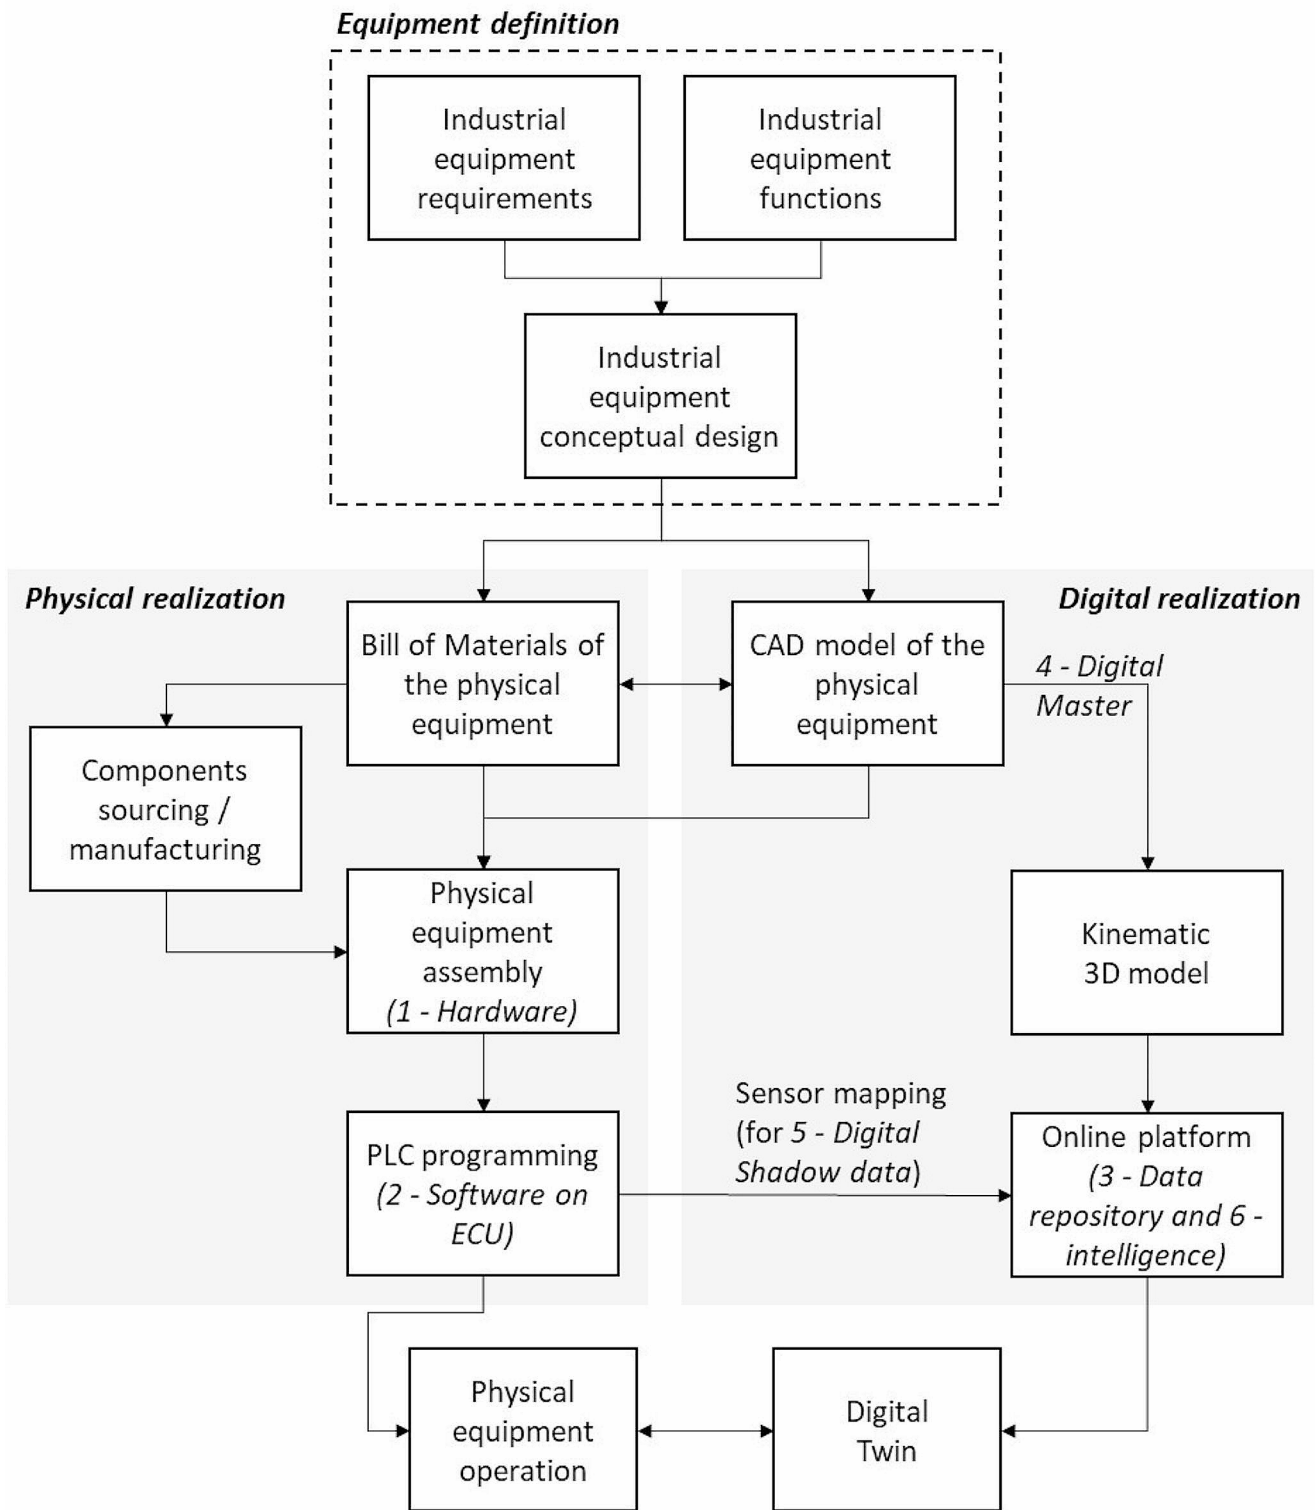 Equipment definition
Industrial
equipment
requirements
Industrial
equipment
functions
Industrial
equipment
conceptual design
Physical realization
Digital realization
Bill of Materials of
the physical
equipment
CAD model of the
physical
equipment
4 - Digital
Master
Components
sourcing /
manufacturing
Physical
equipment
assembly
(1 - Hardware)
Kinematic
3D model
PLC programming
(2 - Software on
ECU)
Sensor mapping
(for 5 - Digital
Shadow data)
Online platform
(3 - Data
repository and 6 -
intelligence)
Physical
equipment
operation
Digital
Twin